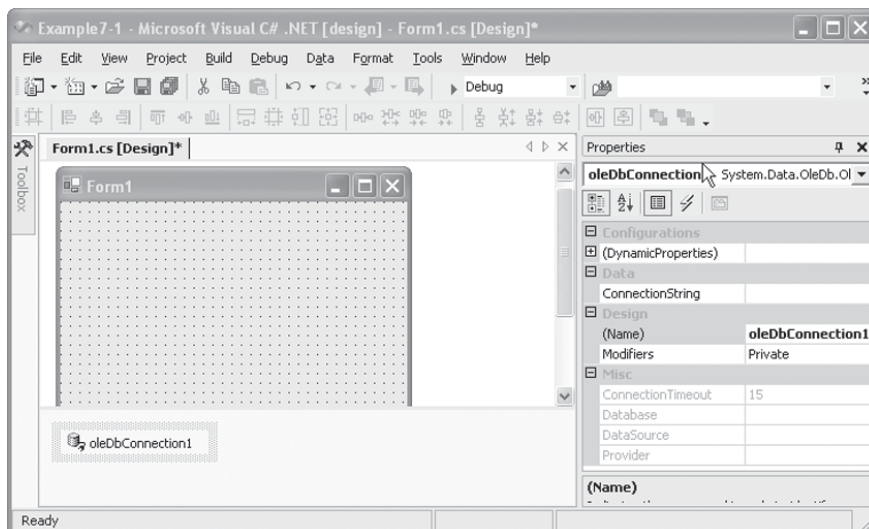 Example7-1 - Microsoft Visual C# .NET [design] - Form1.cs [Design]*
File Edit View Project Build Debug Data Format Tools Window Help
Debug
Toolbox
Form1.cs [Design]*
Form1
oleDbConnection1
Properties
oleDbConnection System.Data.OleDb.Ol
Configurations
(DynamicProperties)
Data
ConnectionString
Design
(Name) oleDbConnection1
Modifiers Private
Misc
ConnectionTimeout 15
Database
DataSource
Provider
(Name)
Ready